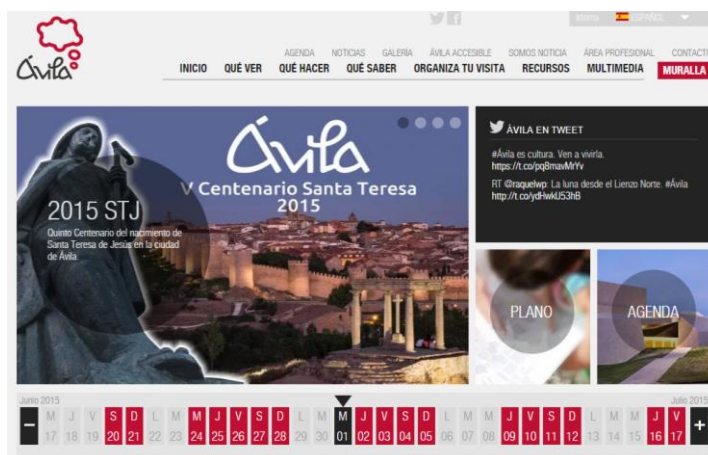 Idioma ESPAÑOL
Ávila
AGENDA NOTICIAS GALERÍA ÁVILA ACCESIBLE SOMOS NOTICIA ÁREA PROFESIONAL CONTACT
INICIO QUÉ VER QUÉ HACER QUÉ SABER ORGANIZA TU VISITA RECURSOS MULTIMEDIA MURALLA
Ávila
V Centenario Santa Teresa
2015
2015 STJ
Quinto Centenario del nacimiento de
Santa Teresa de Jesús en la ciudad
de Ávila.
ÁVILA EN TWEET
#Ávila es cultura. Ven a vivirla.
https://t.co/pq8mavMrYv
RT @raquelwp: La luna desde el Lienzo Norte. #Ávila
http://t.co/ydHwkU53hB
PLANO
AGENDA
Junio 2015 Julio 2015
M J V S D L M M J V S D L M M J V S D L M M J V S D L M M J V
17 18 19 20 21 22 23 24 25 26 27 28 29 30 01 02 03 04 05 06 07 08 09 10 11 12 13 14 15 16 17